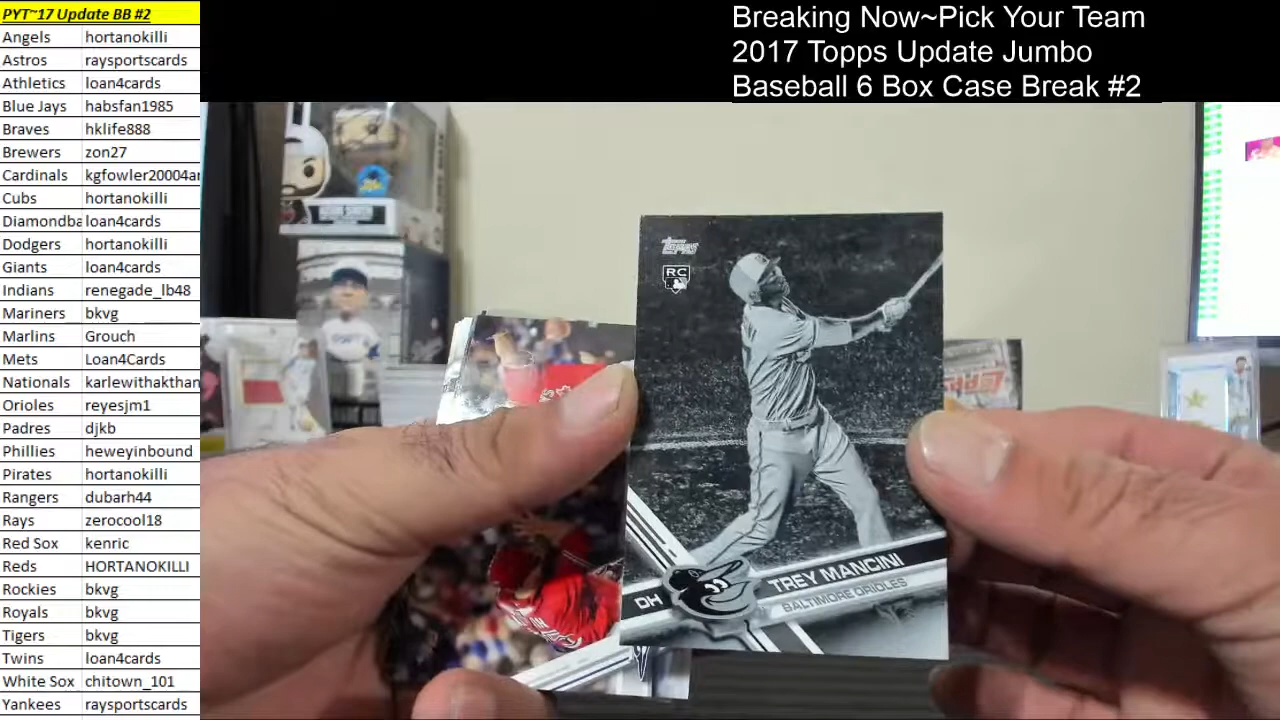 PYT~17 Update BB #2
Angels hortanokilli
Astros raysportscards
Athletics loan4cards
Blue Jays habsfan1985
Braves hklife888
Brewers zon27
Cardinals kgfowler20004ar
Cubs hortanokilli
Diamondba loan4cards
Dodgers hortanokilli
Giants loan4cards
Indians renegade_lb48
Mariners bkvg
Marlins Grouch
Mets Loan4Cards
Nationals karlewithakthan
Orioles reyesjm1
Padres djkb
Phillies heweyinbound
Pirates hortanokilli
Rangers dubarh44
Rays zerocool18
Red Sox kenric
Reds HORTANOKILLI
Rockies bkvg
Royals bkvg
Tigers bkvg
Twins loan4cards
White Sox chitown_101
Yankees raysportscards
Breaking Now~Pick Your Team
2017 Topps Update Jumbo
Baseball 6 Box Case Break #2
Topps
RC
DH
TREY MANCINI
BALTIMORE ORIOLES